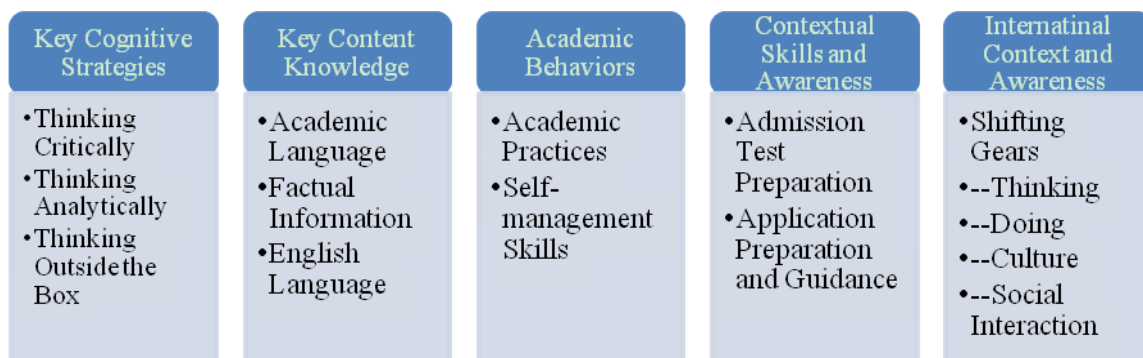 Key Cognitive
Strategies
•Thinking
Critically
•Thinking
Analytically
•Thinking
Outside the
Box
Key Content
Knowledge
•Academic
Language
•Factual
Information
•English
Language
Academic
Behaviors
•Academic
Practices
•Self-
management
Skills
Contextual
Skills and
Awareness
•Admission
Test
Preparation
•Application
Preparation
and Guidance
Internatinal
Context and
Awareness
•Shifting
Gears
•--Thinking
•--Doing
•--Culture
•--Social
Interaction